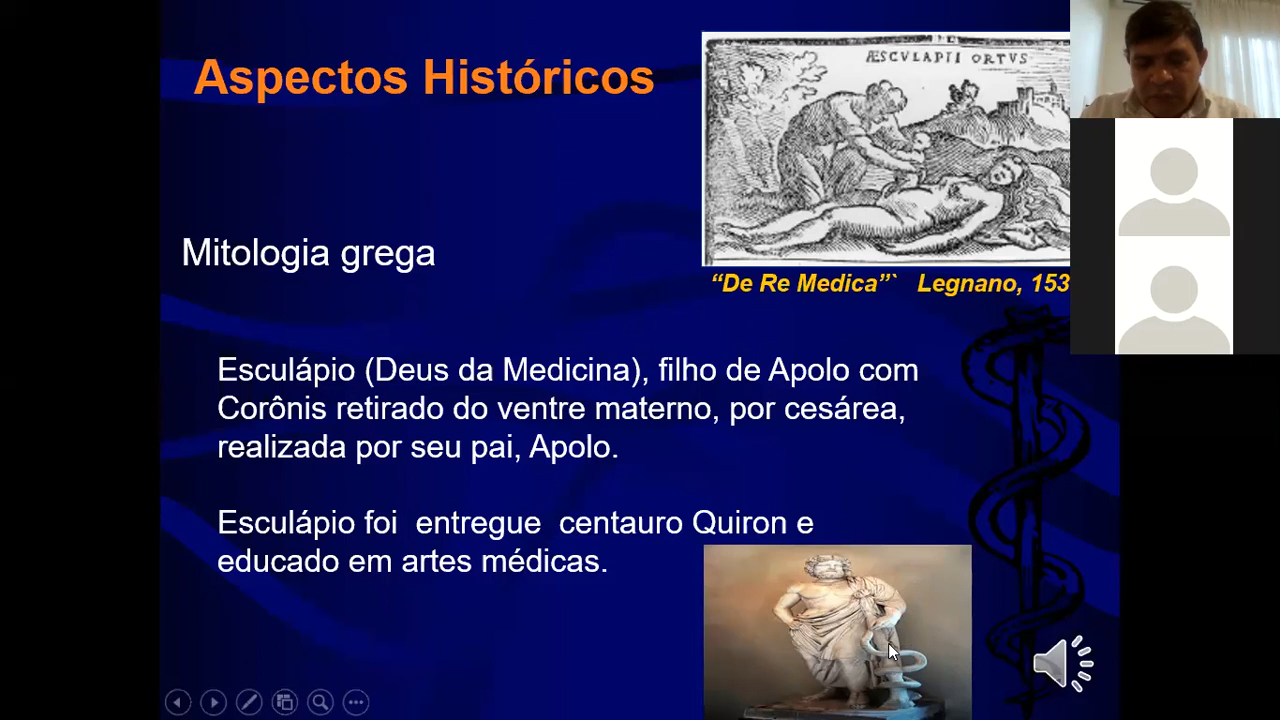 Aspectos Históricos
ÆSCVLAPII ORTVS
“De Re Medica”` Legnano, 153
Mitologia grega
Esculápio (Deus da Medicina), filho de Apolo com
Corônis retirado do ventre materno, por cesárea,
realizada por seu pai, Apolo.
Esculápio foi entregue centauro Quiron e
educado em artes médicas.